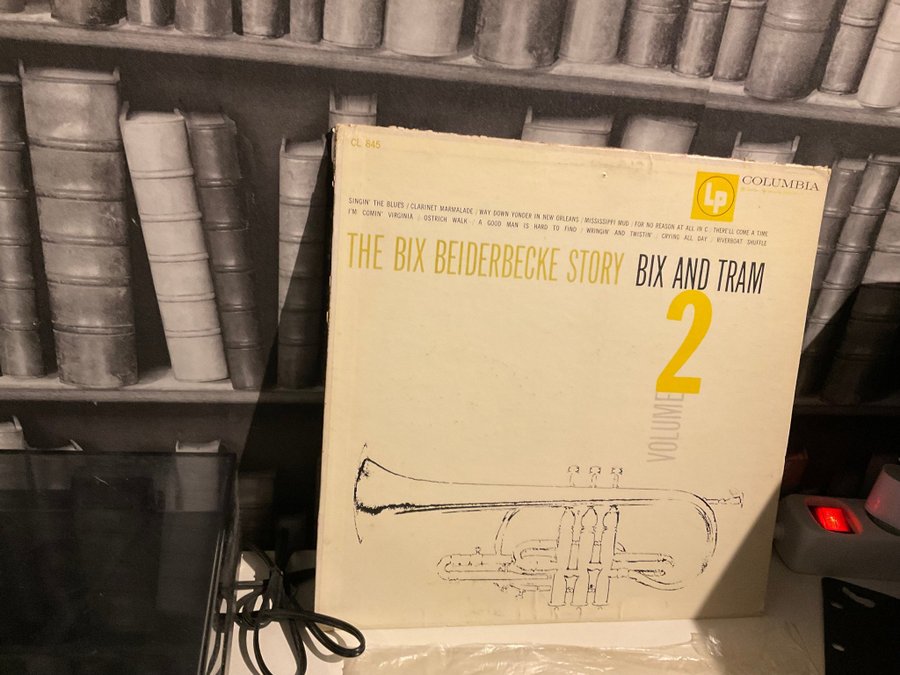 CL 845
Lp COLUMBIA
SINGIN' THE BLUES / CLARINET MARMALADE / WAY DOWN YONDER IN NEW ORLEANS / MISSISSIPPI MUD / FOR NO REASON AT ALL IN C / THERE'LL COME A TIME
I'M COMIN' VIRGINIA / OSTRICH WALK / A GOOD MAN IS HARD TO FIND / WRINGIN' AND TWISTIN' / CRYING ALL DAY / RIVERBOAT SHUFFLE
THE BIX BEIDERBECKE STORY BIX AND TRAM
2
VOLUME